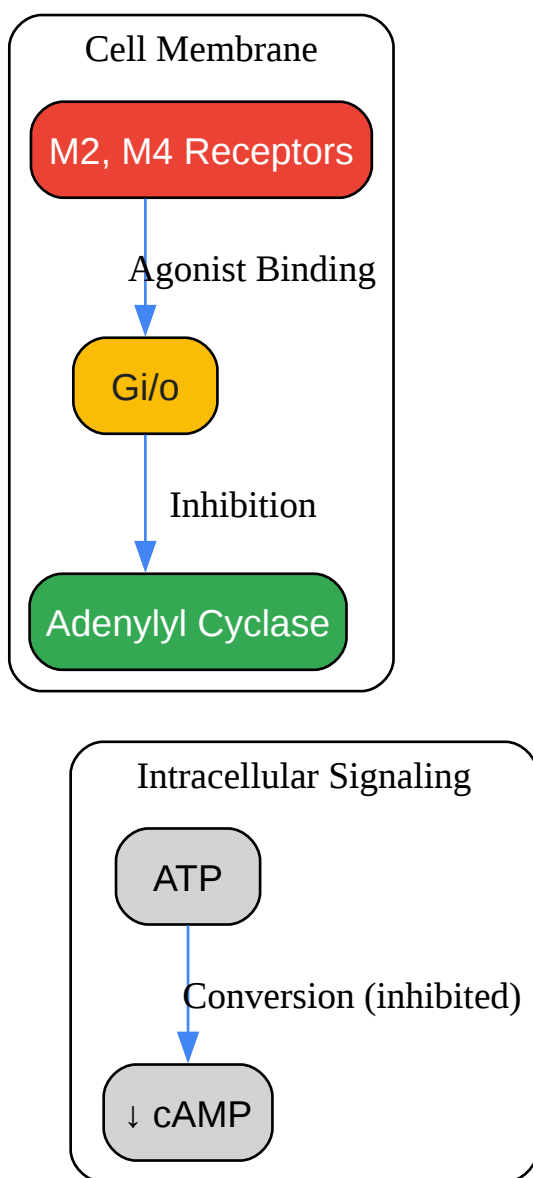 Cell Membrane
M2, M4 Receptors
Agonist Binding
Gi/o
Inhibition
Adenylyl Cyclase
Intracellular Signaling
ATP
Conversion (inhibited)
↓ cAMP